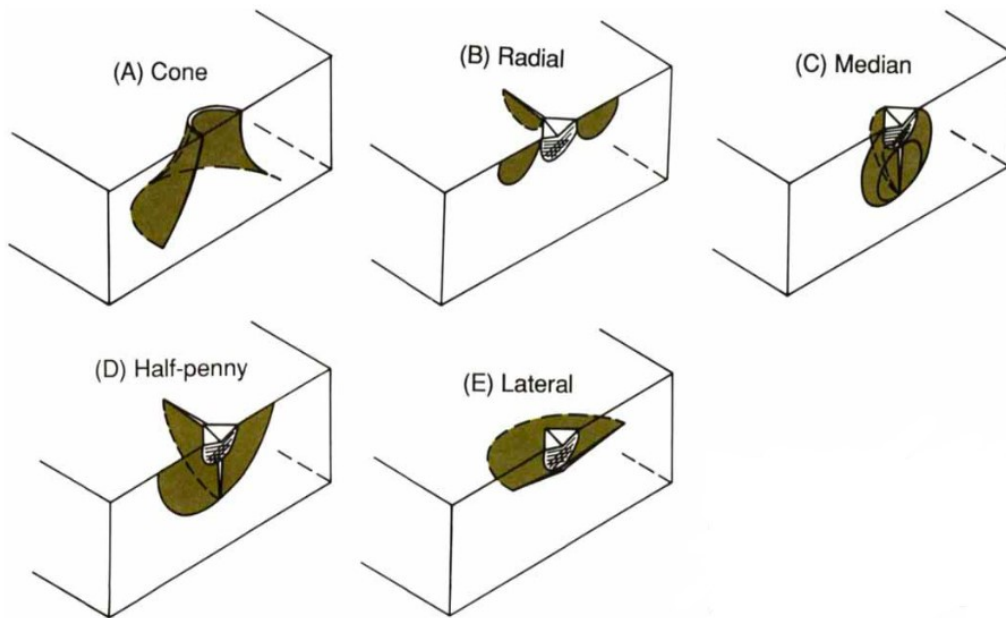 (A) Cone
(B) Radial
(C) Median
(D) Half-penny
(E) Lateral